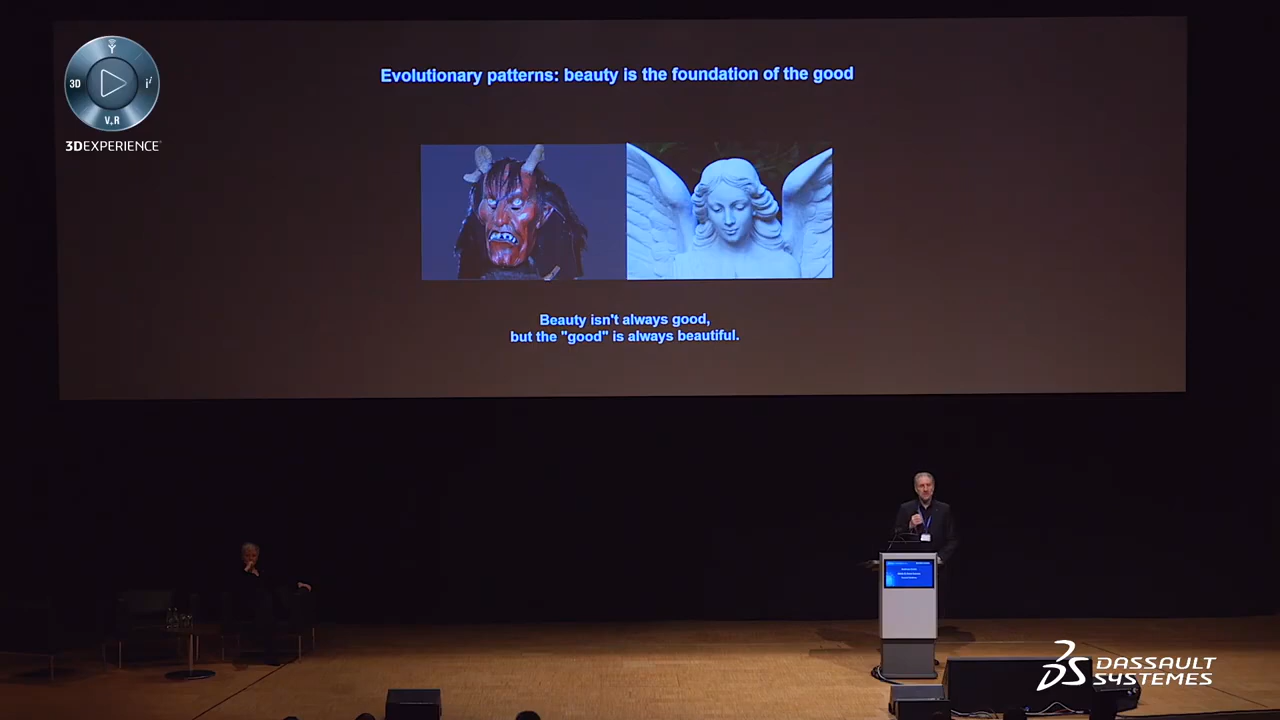 Evolutionary patterns: beauty is the foundation of the good
3D
i
V,R
3DEXPERIENCE
Beauty isn't always good,
but the "good" is always beautiful.
DASSAULT
SYSTEMES